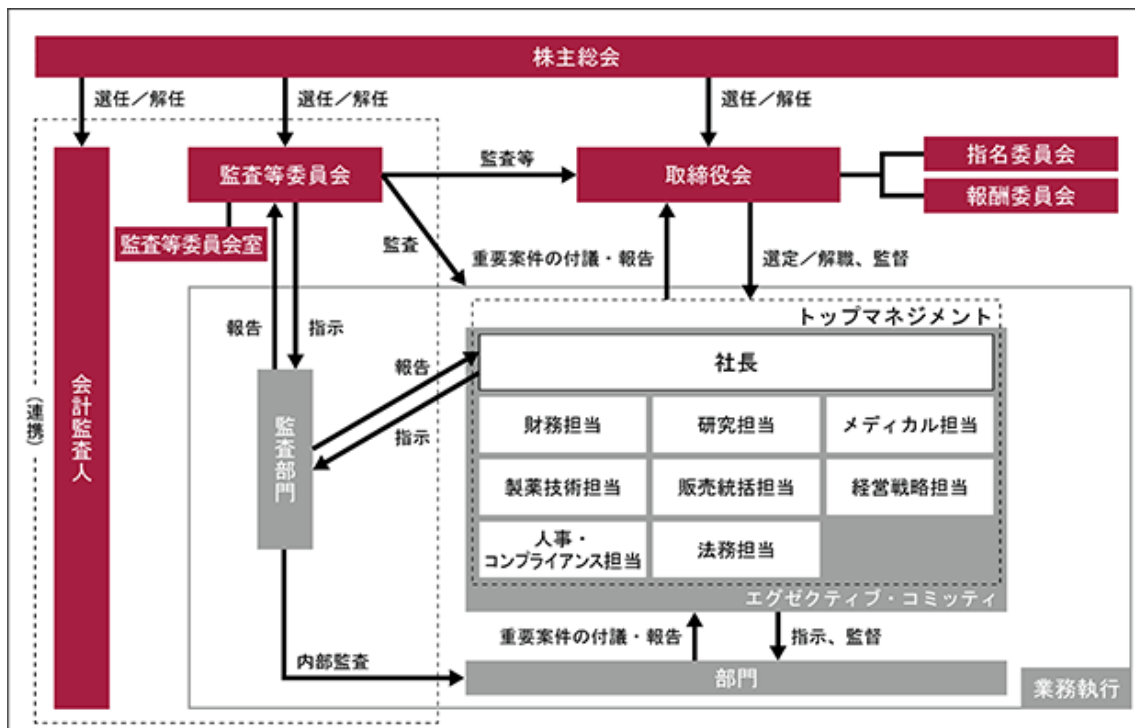 株主総会
選任／解任
選任／解任
選任／解任
監査等委員会
監査等
取締役会
指名委員会
報酬委員会
監査等委員会室
監査
重要案件の付議・報告
選定／解職、監督
トップマネジメント
報告
指示
報告
社長
会計監査人
（連携）
監査部門
指示
財務担当
研究担当
メディカル担当
製薬技術担当
販売統括担当
経営戦略担当
人事・
コンプライアンス担当
法務担当
エグゼクティブ・コミッティ
重要案件の付議・報告
指示、監督
内部監査
部門
業務執行